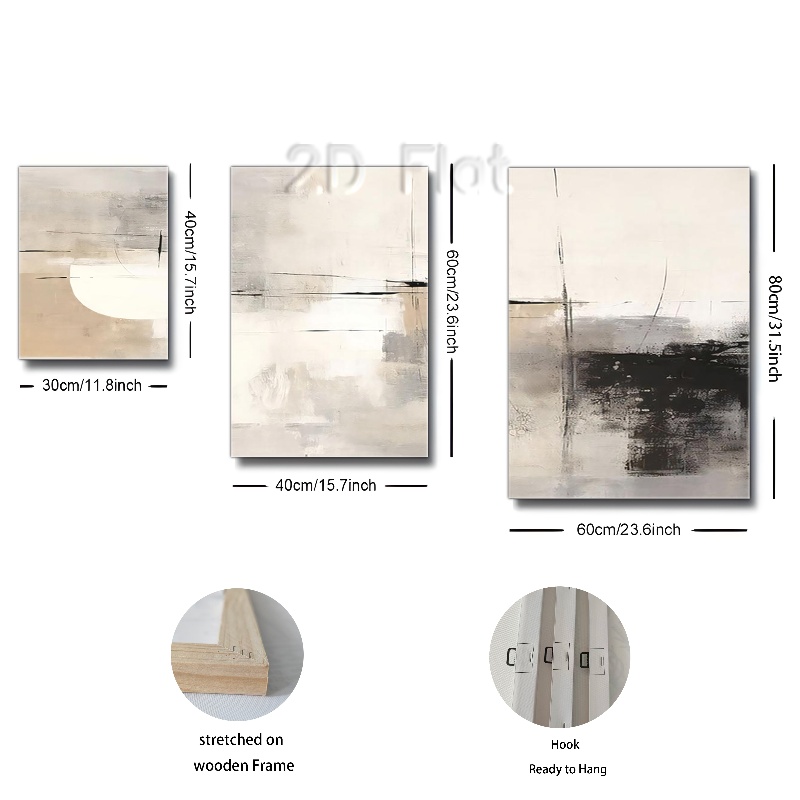 2D Flat
40cm/15.7inch
60cm/23.6inch
80cm/31.5inch
30cm/11.8inch
40cm/15.7inch
60cm/23.6inch
stretched on
wooden Frame
Hook
Ready to Hang